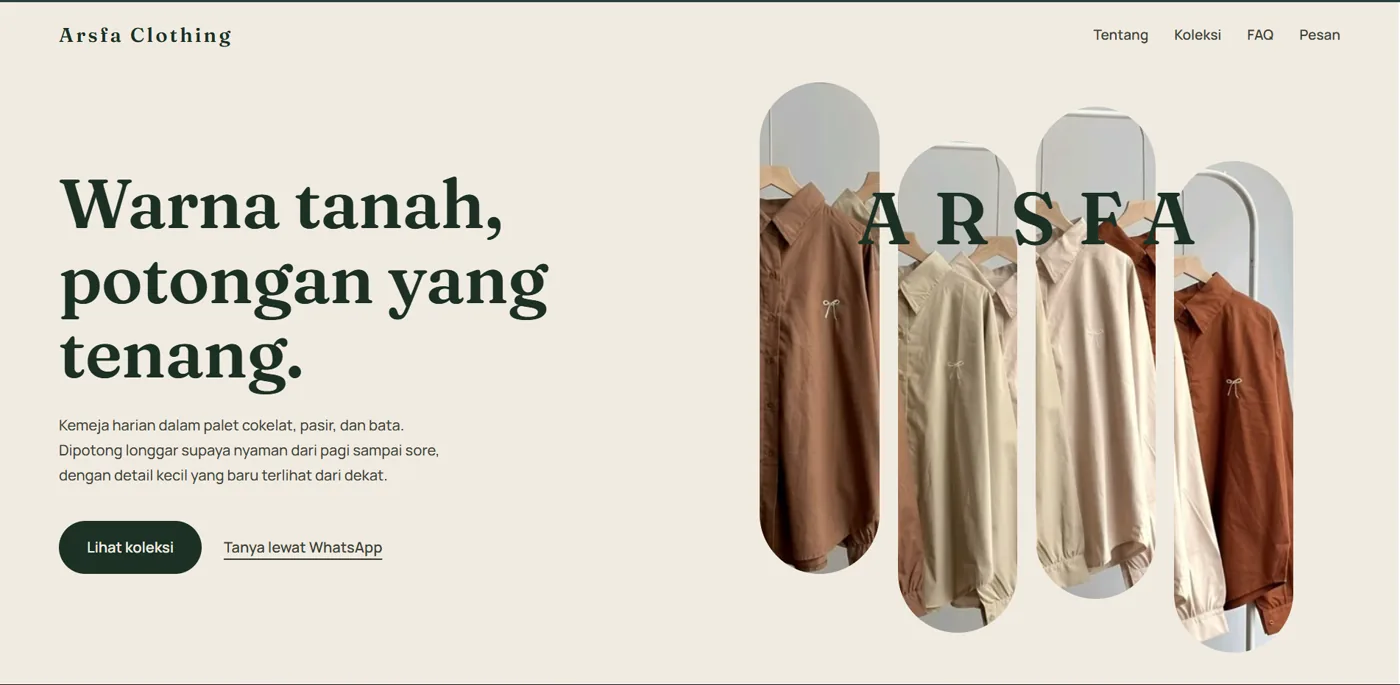 Arsfa Clothing
Tentang Koleksi FAQ Pesan
Warna tanah,
potongan yang
tenang.
Kemeja harian dalam palet cokelat, pasir, dan bata.
Dipotong longgar supaya nyaman dari pagi sampai sore,
dengan detail kecil yang baru terlihat dari dekat.
Lihat koleksi Tanya lewat WhatsApp
ARSFA